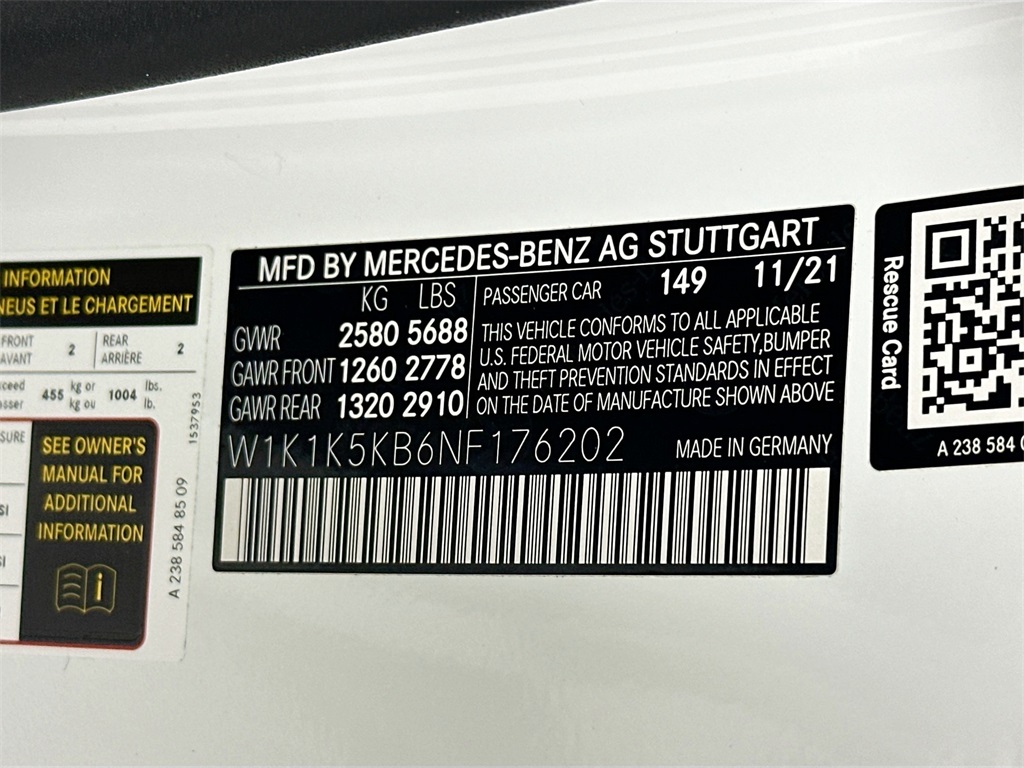 INFORMATION
NEUS ET LE CHARGEMENT
FRONT
AVANT
2
REAR
ARRIÈRE
2
455
kg or
kg ou
1004
lbs.
lb.
1537953
SEE OWNER'S
MANUAL FOR
ADDITIONAL
INFORMATION
i
A 238 584 85 09
MFD BY MERCEDES-BENZ AG STUTTGART
KG LBS
GVWR 2580 5688
GAWR FRONT 1260 2778
GAWR REAR 1320 2910
PASSENGER CAR 149 11/21
THIS VEHICLE CONFORMS TO ALL APPLICABLE
U.S. FEDERAL MOTOR VEHICLE SAFETY,BUMPER
AND THEFT PREVENTION STANDARDS IN EFFECT
ON THE DATE OF MANUFACTURE SHOWN ABOVE
W1K1K5KB6NF176202
MADE IN GERMANY
Rescue Card
A 238 584